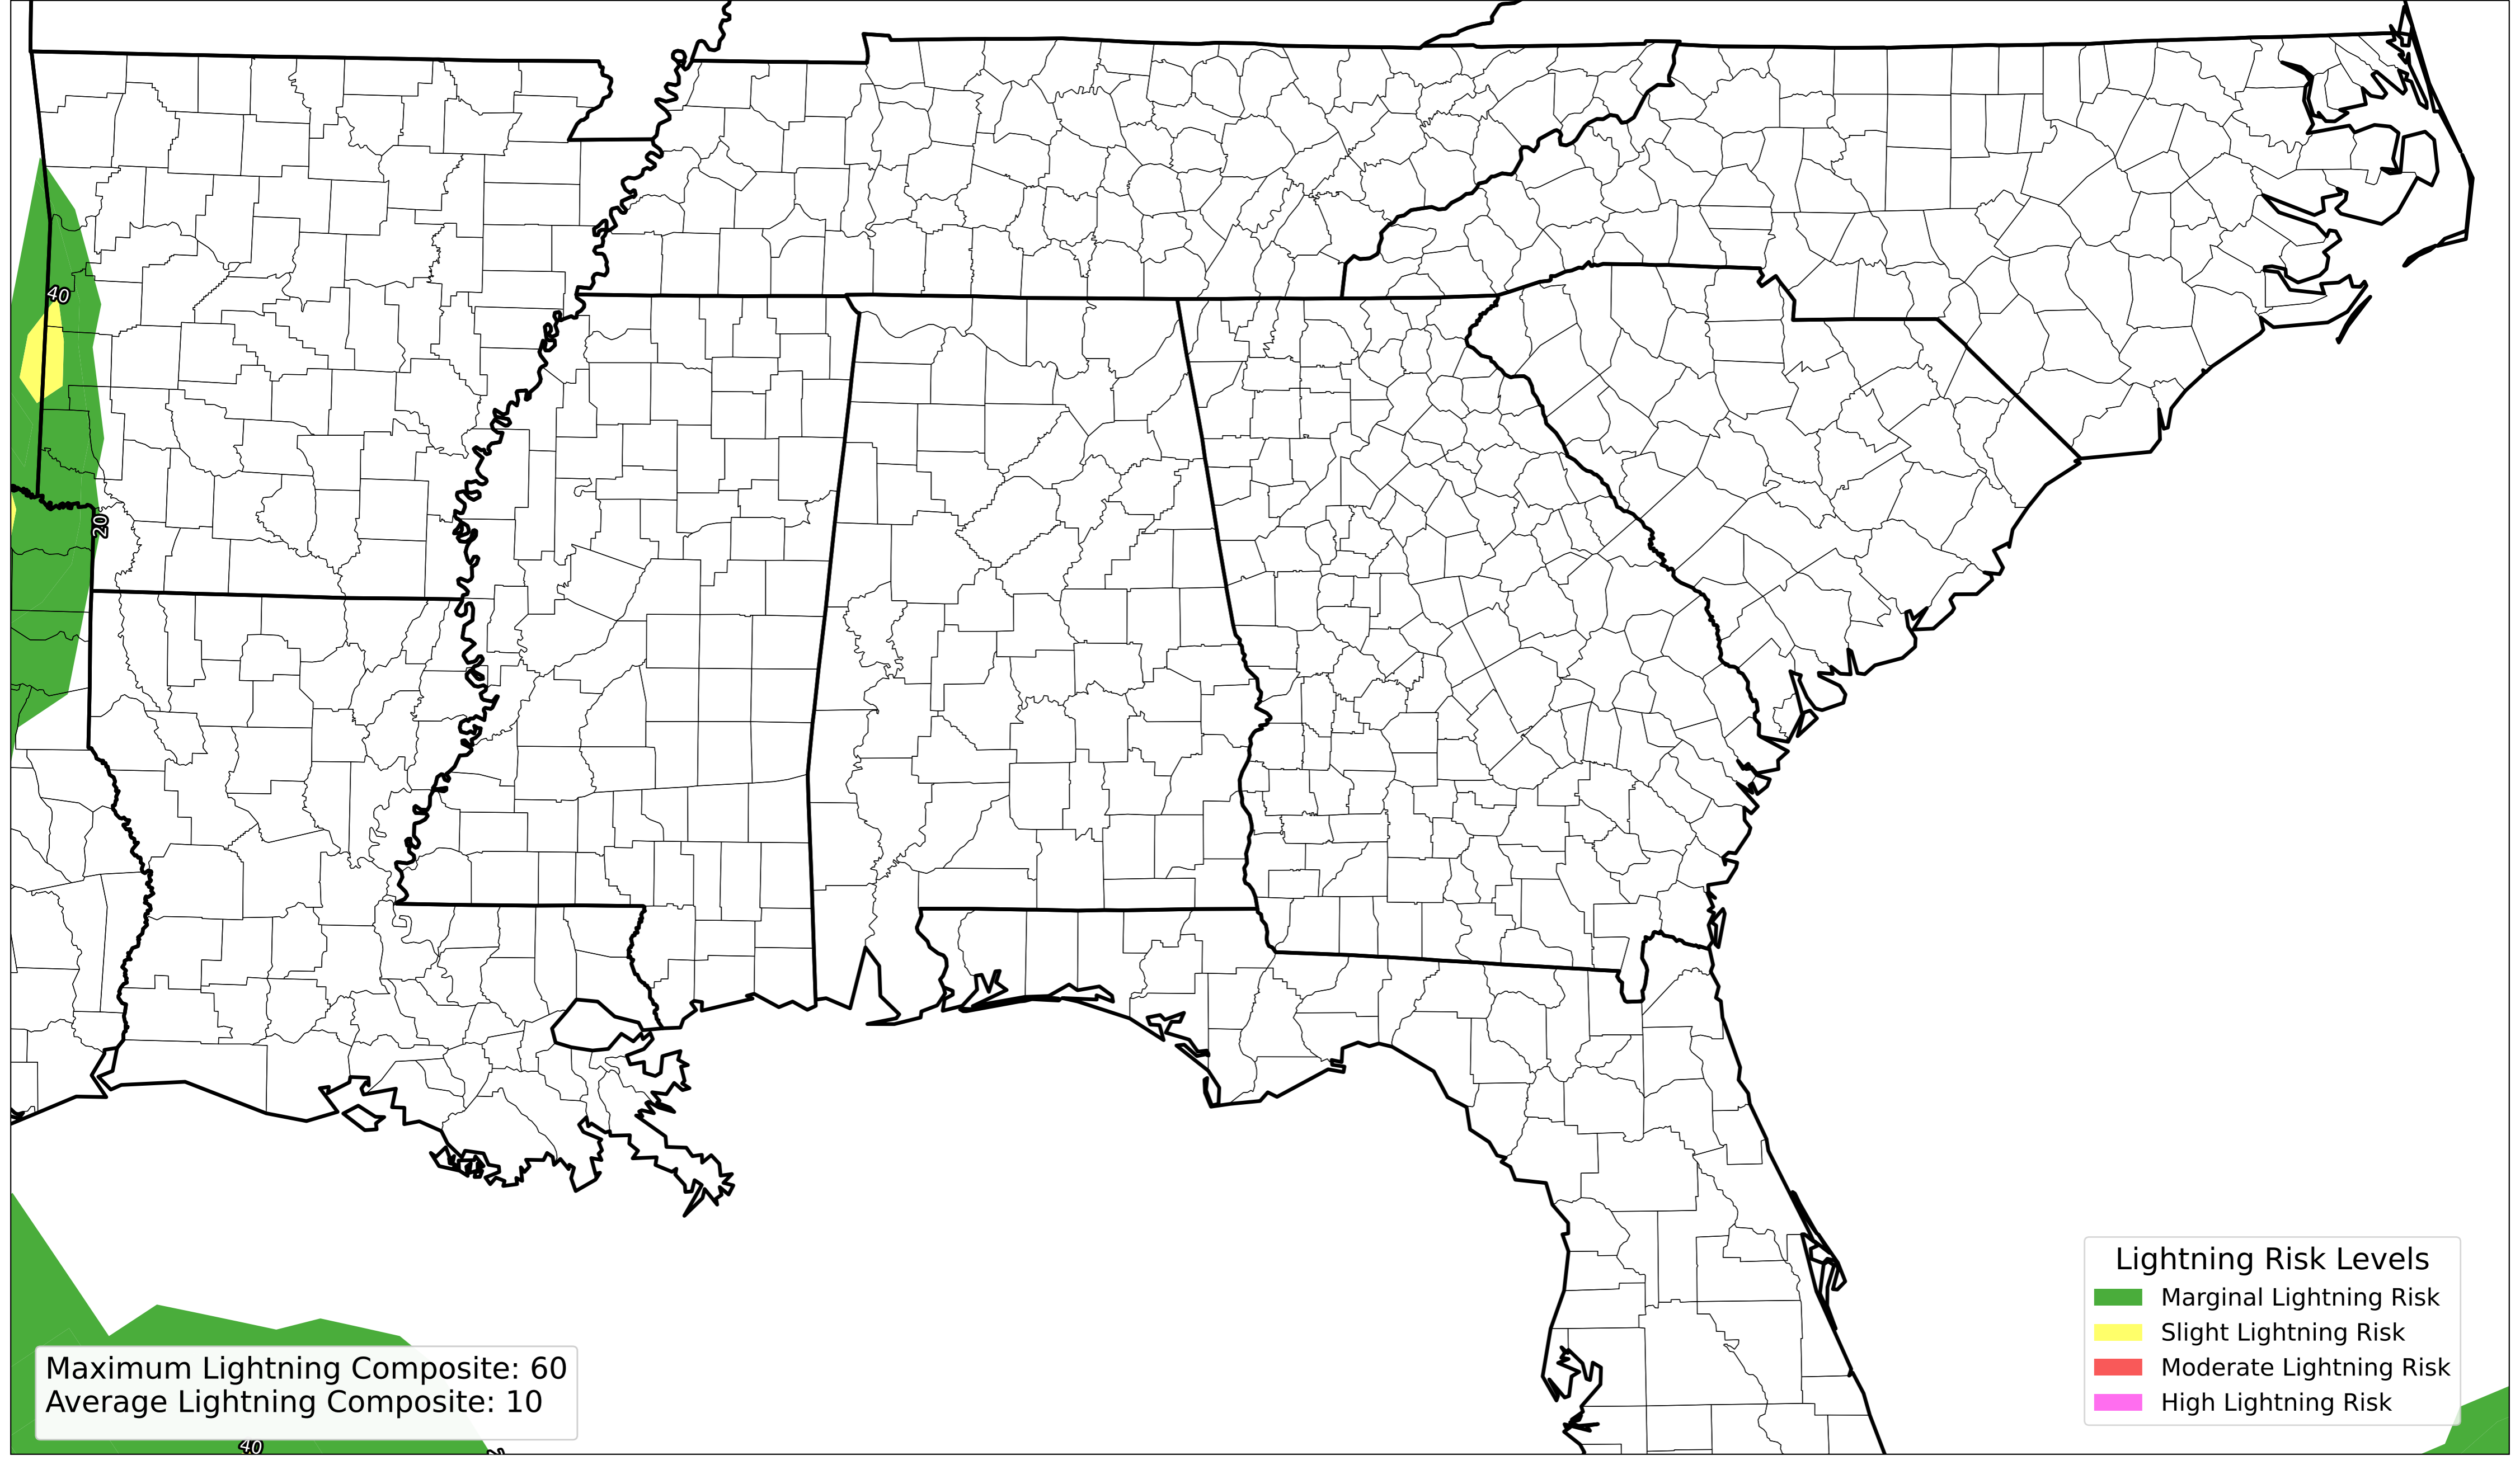 40
20
Lightning Risk Levels
Marginal Lightning Risk
Slight Lightning Risk
Moderate Lightning Risk
High Lightning Risk
Maximum Lightning Composite: 60
Average Lightning Composite: 10
40